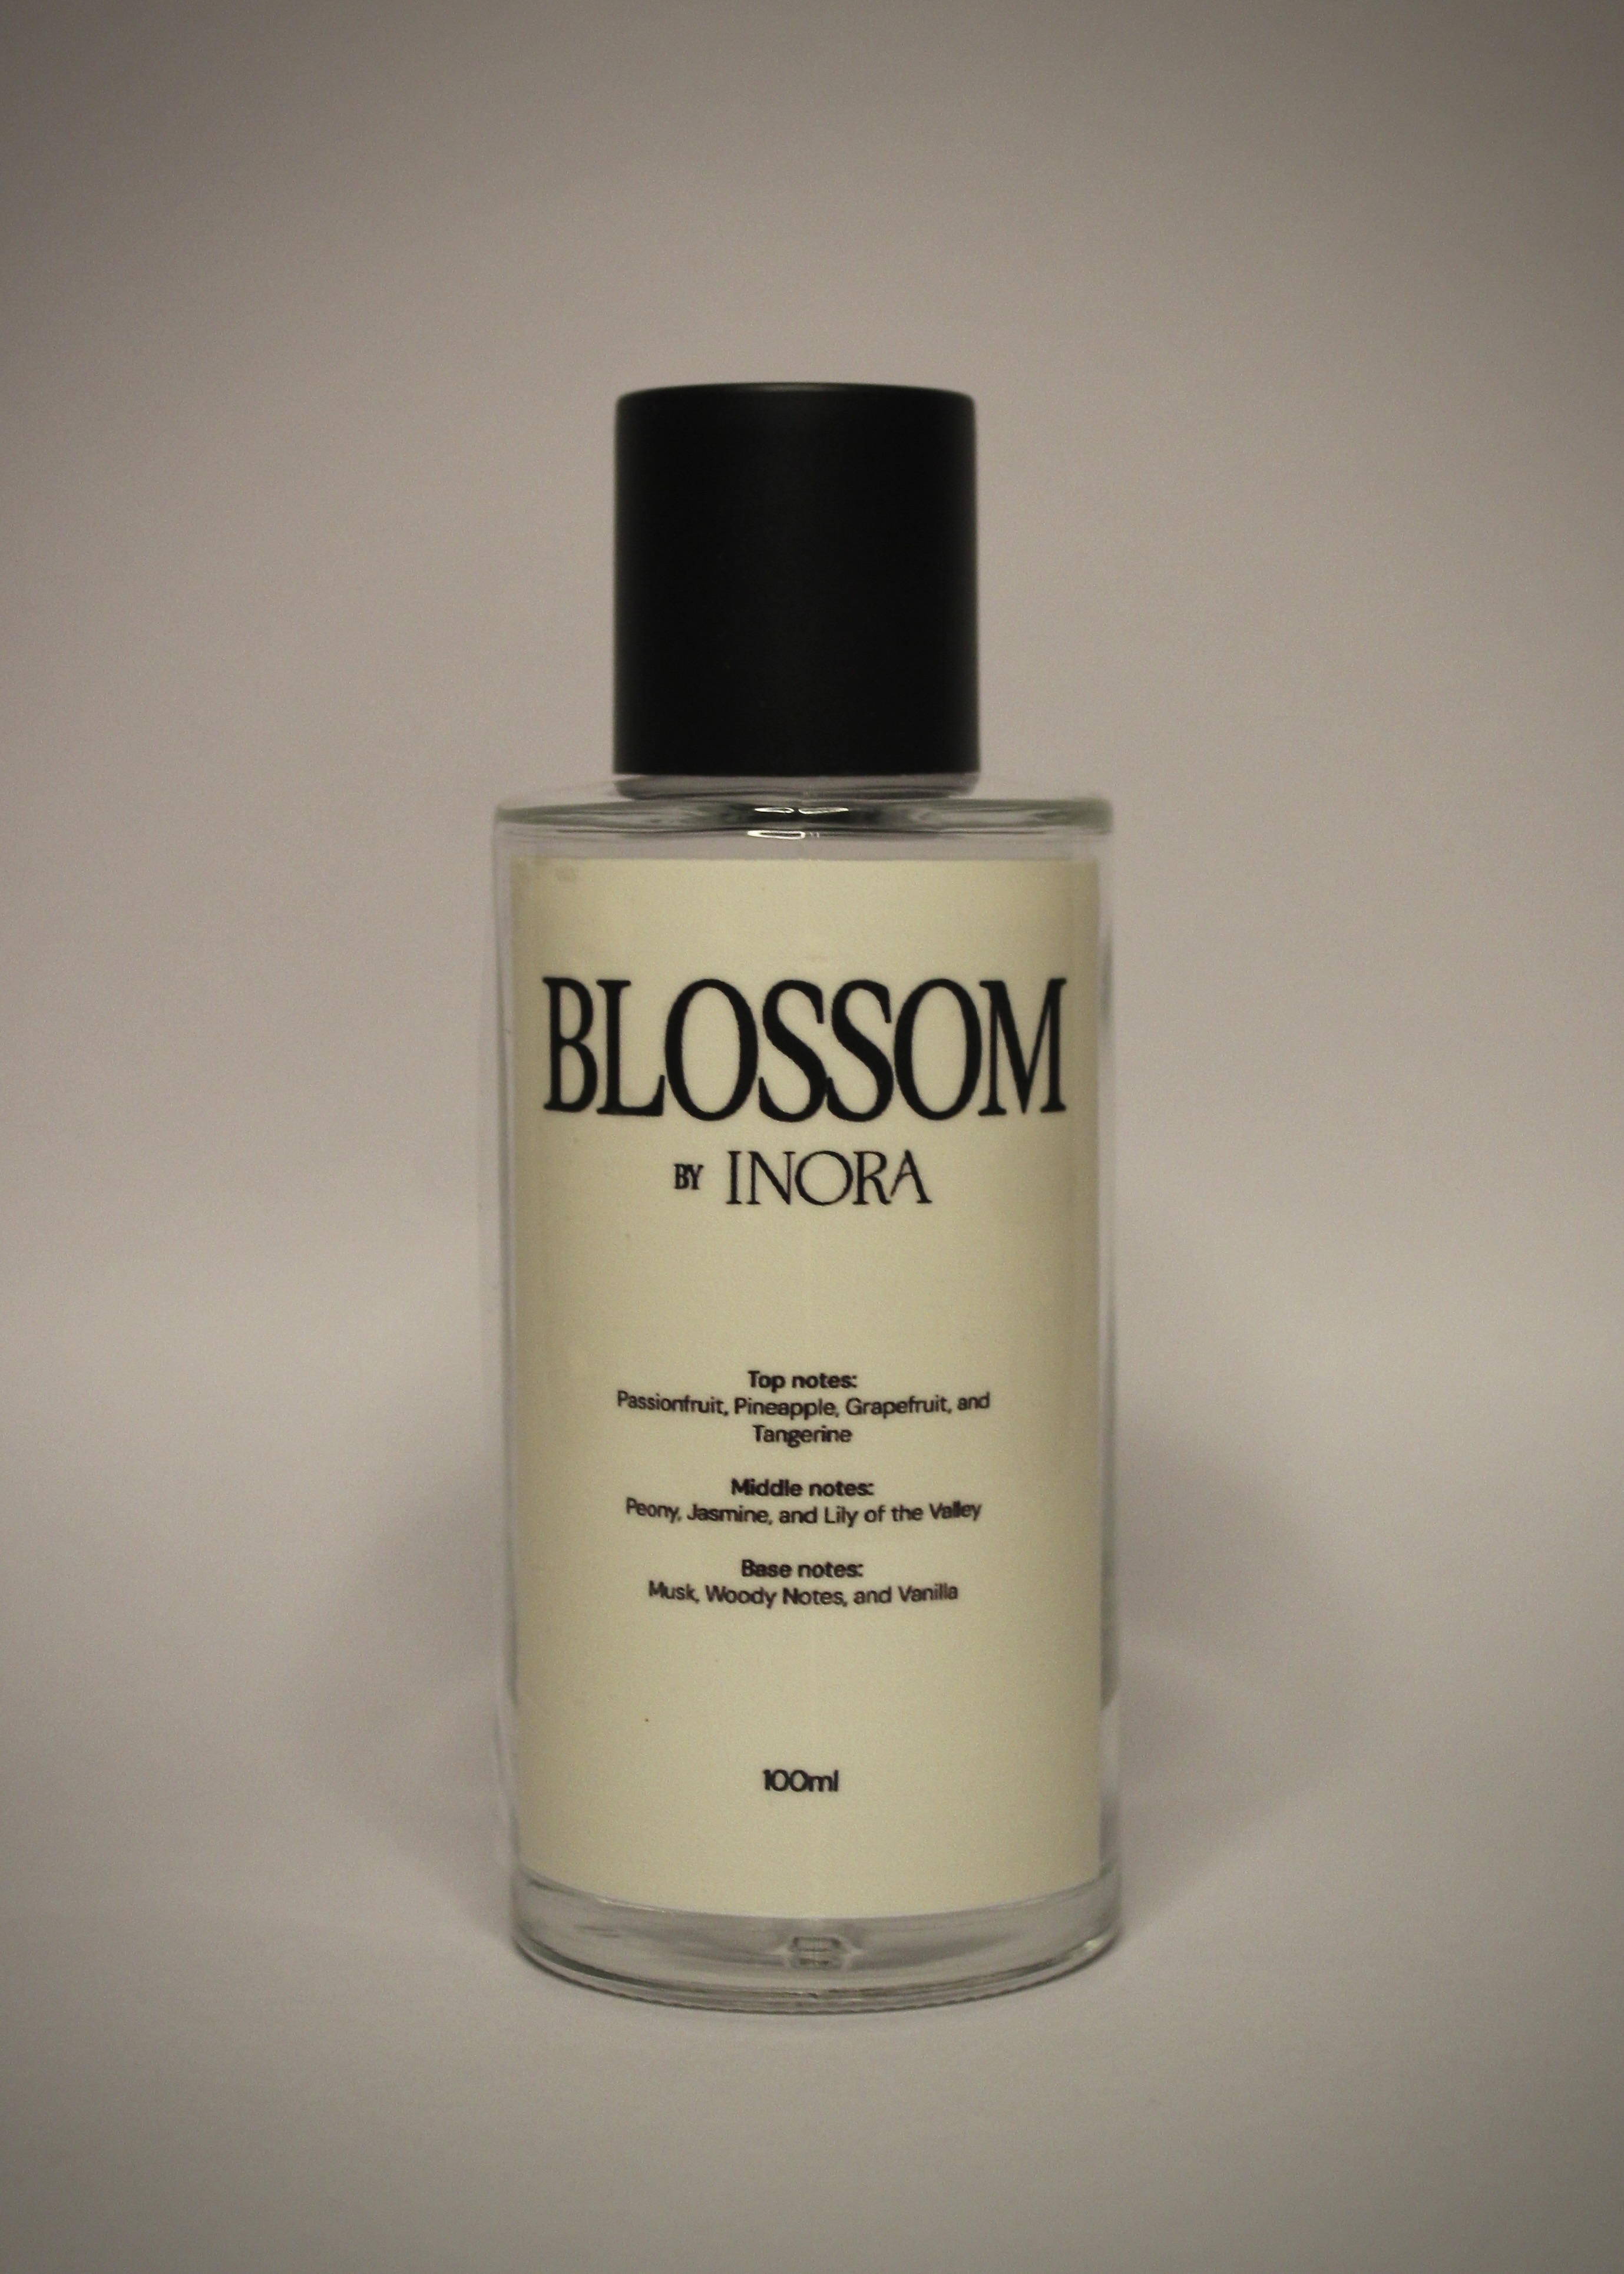 BLOSSOM
BY INORA
Top notes:
Passionfruit, Pineapple, Grapefruit, and
Tangerine
Middle notes:
Peony, Jasmine, and Lily of the Valley
Base notes:
Musk, Woody Notes, and Vanilla
100ml